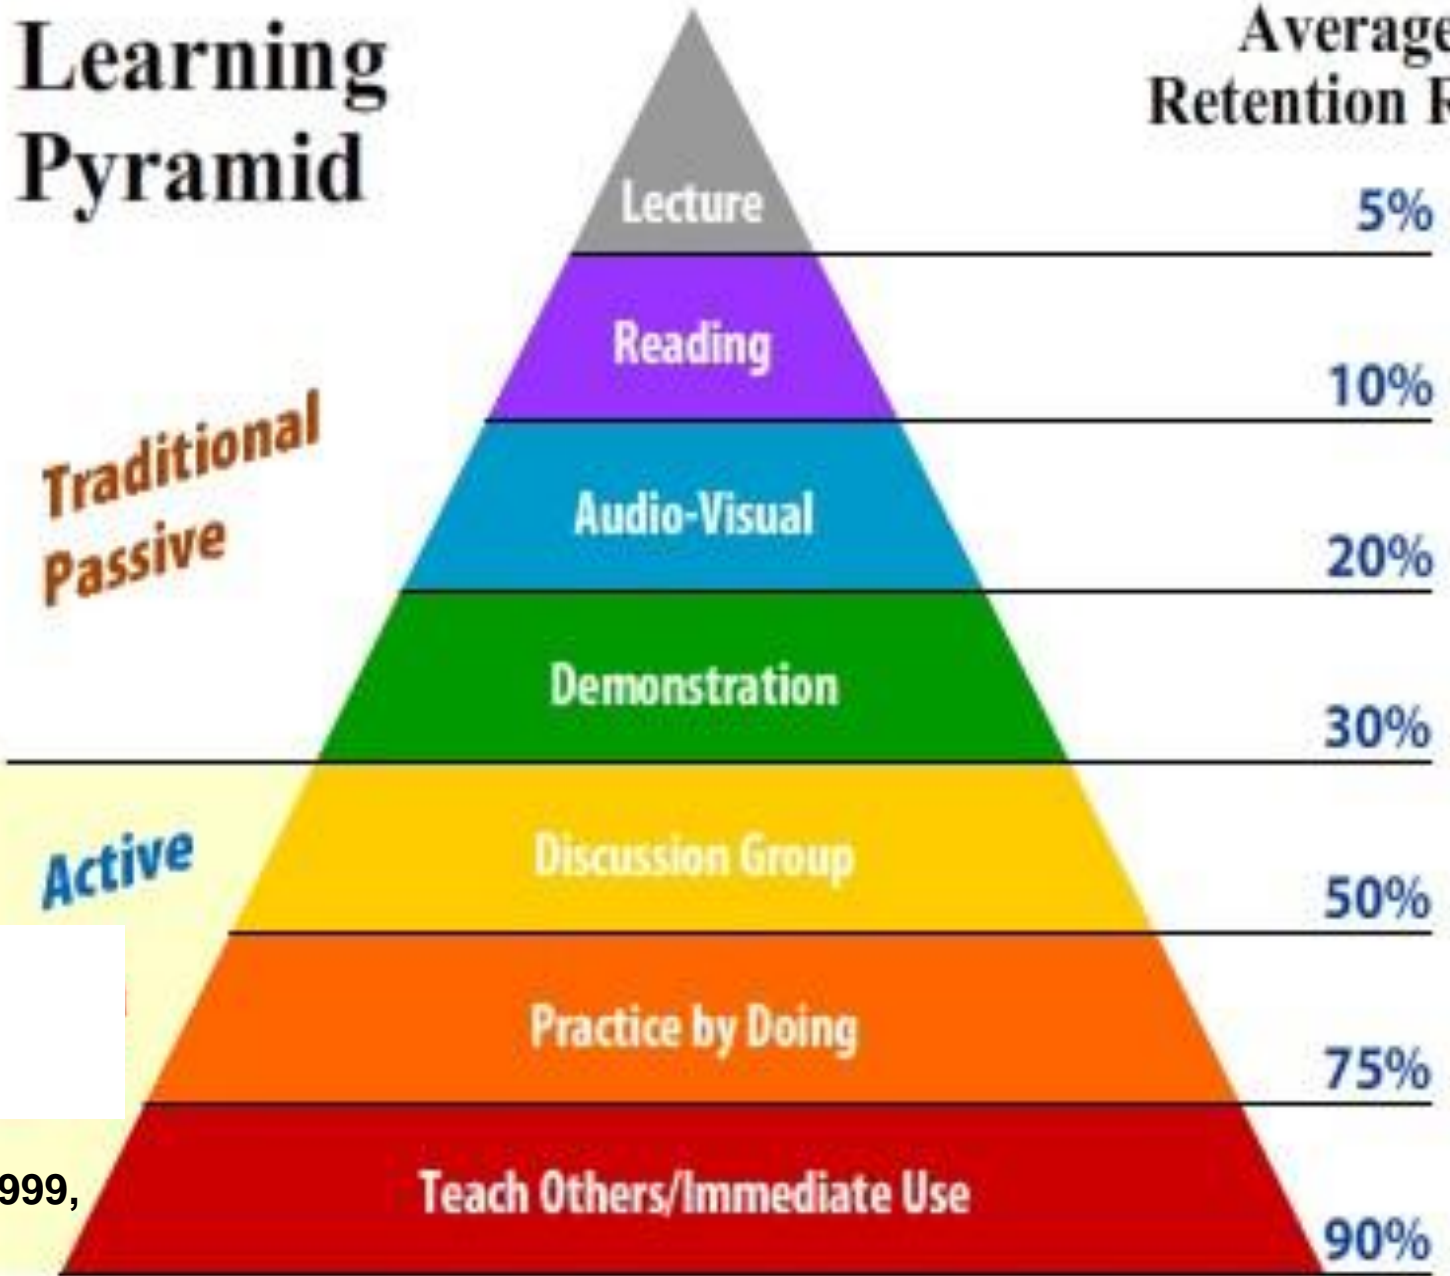 Learning
Pyramid
Average
Retention R
Lecture
5%
Reading
10%
Traditional
Passive
Audio-Visual
20%
Demonstration
30%
Active
Discussion Group
50%
Practice by Doing
75%
999,
Teach Others/Immediate Use
90%